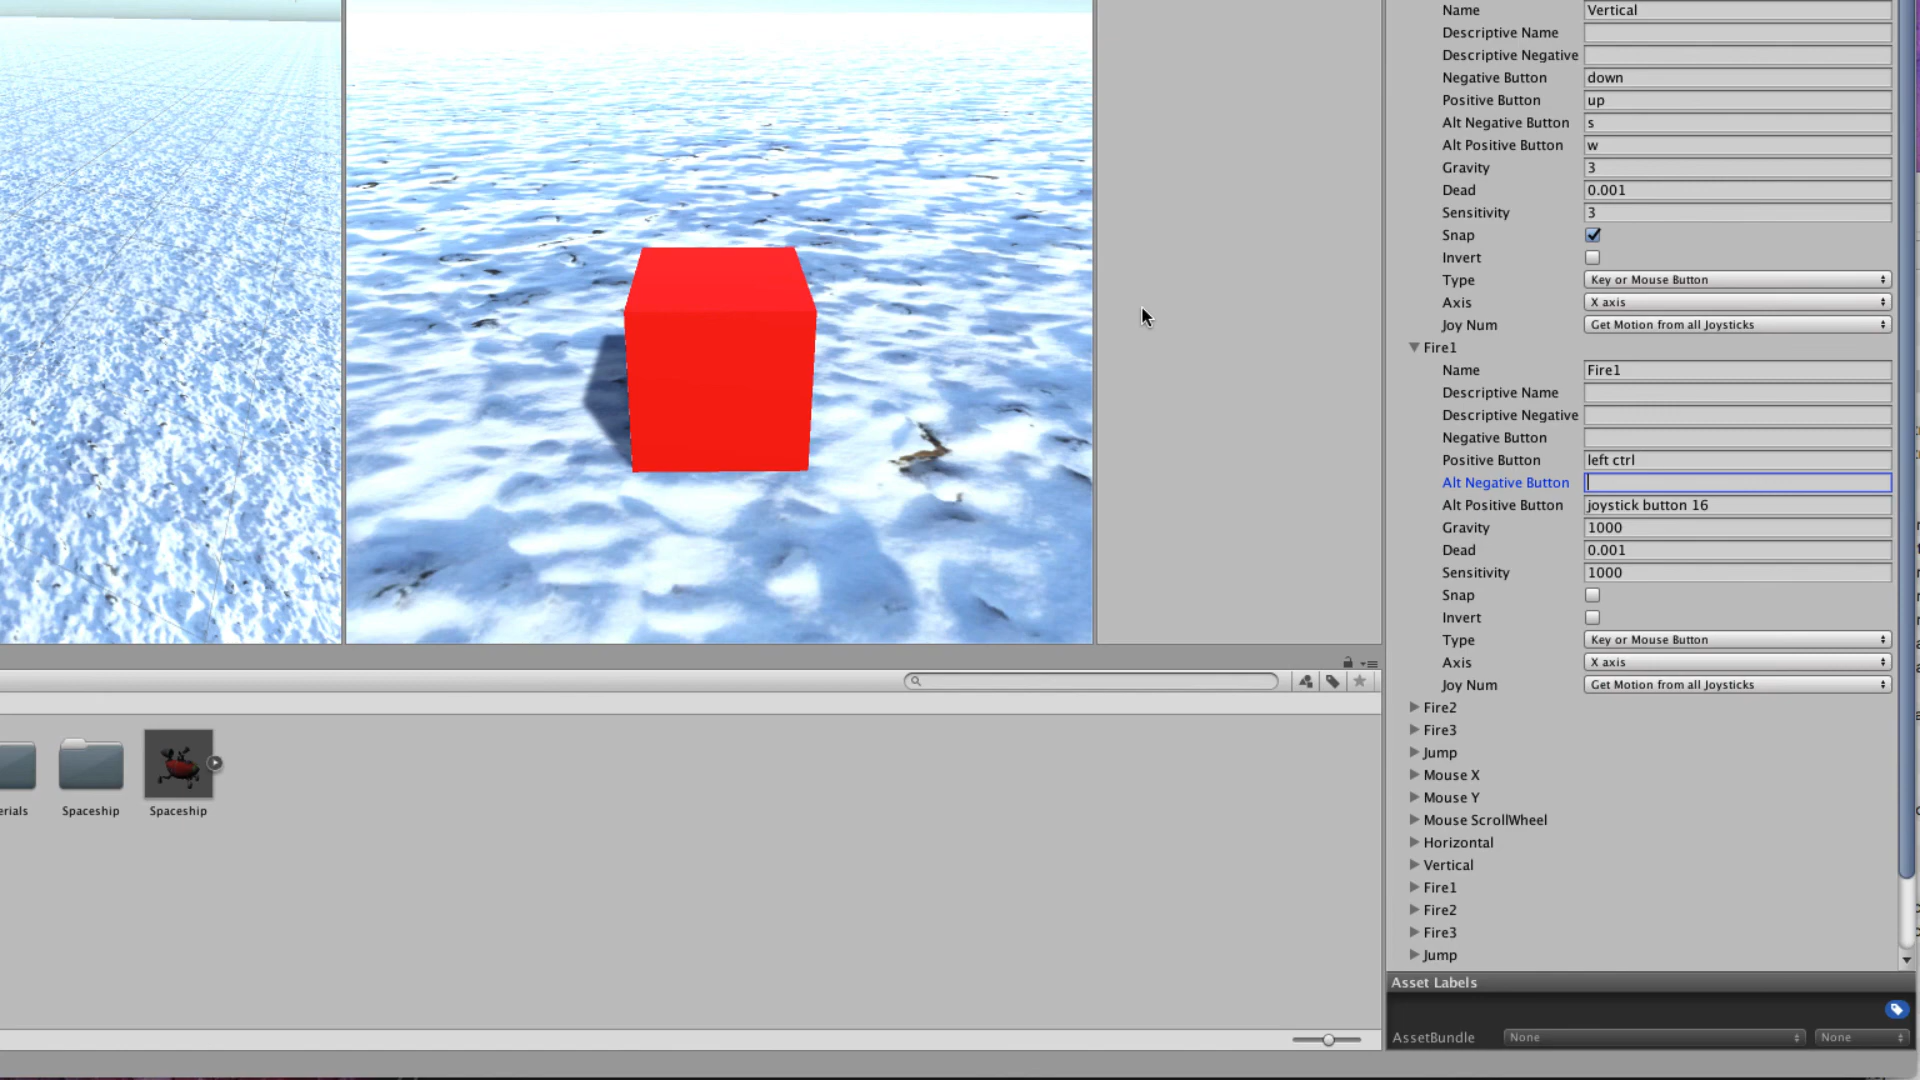 Name Vertical
Descriptive Name
Descriptive Negative
Negative Button down
Positive Button up
Alt Negative Button s
Alt Positive Button w
Gravity 3
Dead 0.001
Sensitivity 3
Snap
Invert
Type Key or Mouse Button
Axis X axis
Joy Num Get Motion from all Joysticks
Fire1
Name Fire1
Descriptive Name
Descriptive Negative
Negative Button
Positive Button left ctrl
Alt Negative Button
Alt Positive Button joystick button 16
Gravity 1000
Dead 0.001
Sensitivity 1000
Snap
Invert
Type Key or Mouse Button
Axis X axis
Joy Num Get Motion from all Joysticks
Fire2
Fire3
Jump
Mouse X
Mouse Y
Mouse ScrollWheel
Horizontal
Vertical
Fire1
Fire2
Fire3
Jump
erials
Spaceship
Spaceship
Asset Labels
AssetBundle None None